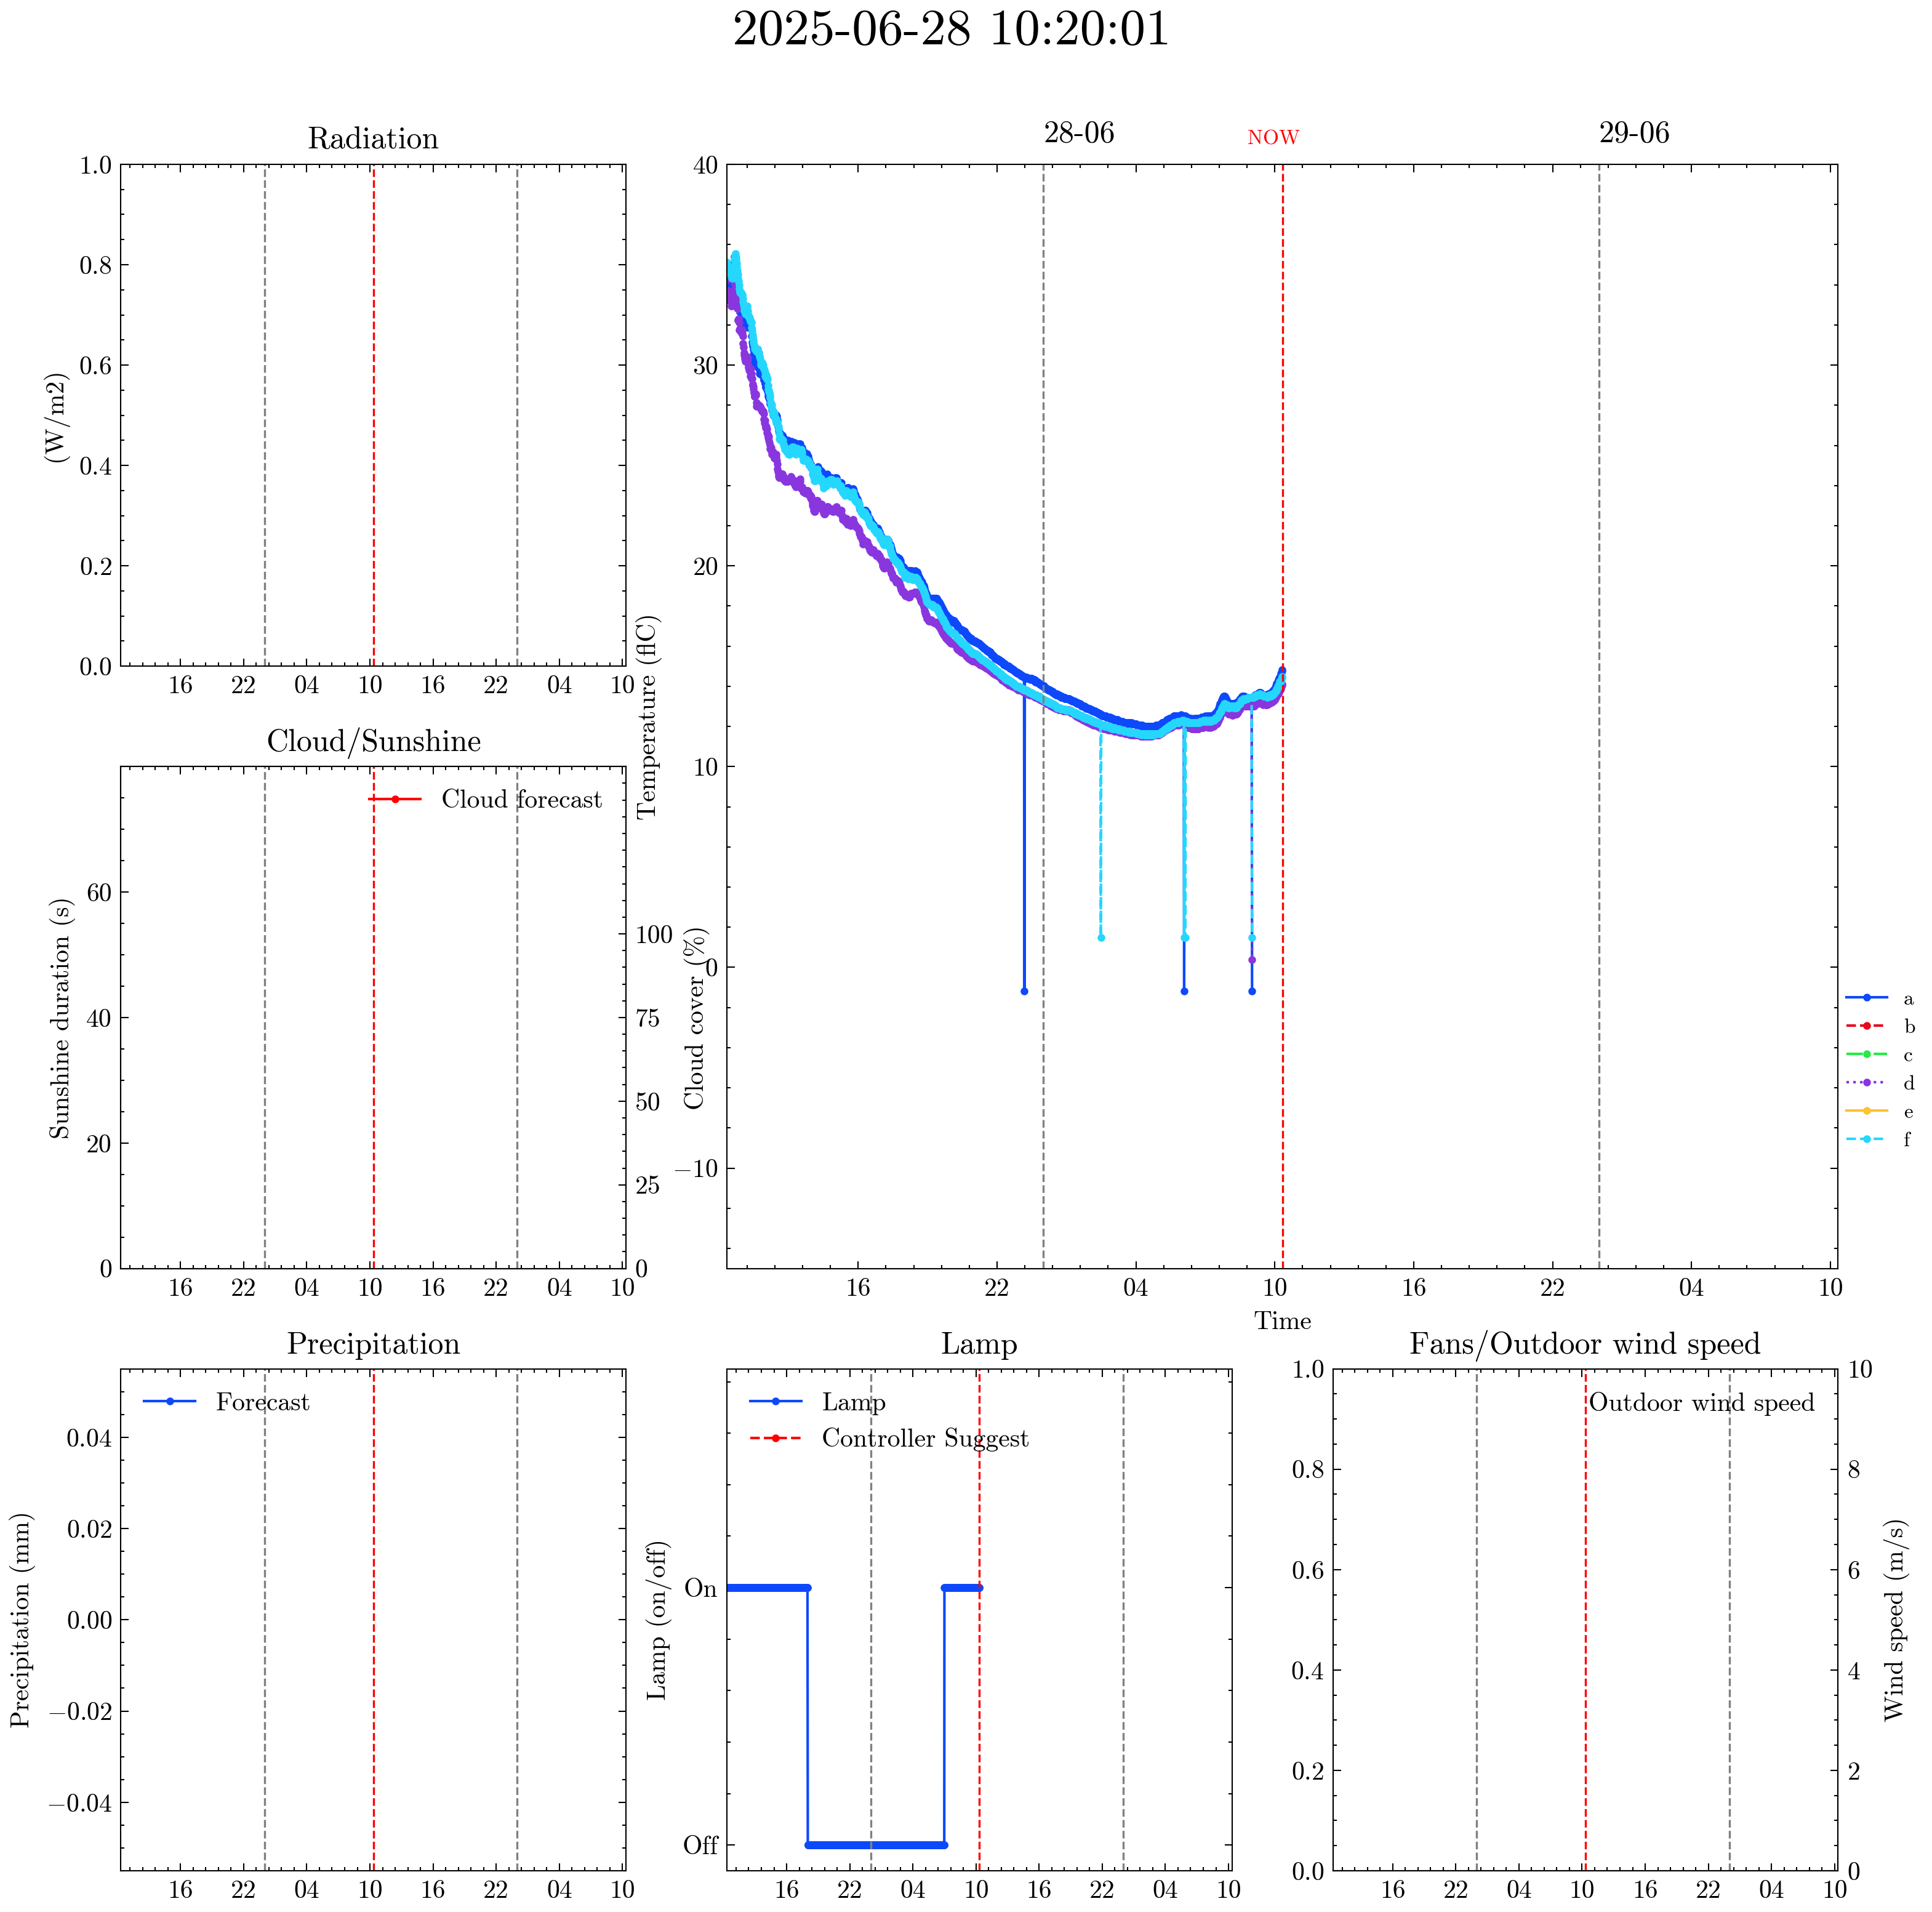 2025-06-28 10:20:01
Radiation
1.0
0.8
0.6
0.4
0.2
0.0
(W/m2)
16 22 04 10 16 22 04 10
28-06 NOW 29-06
40
30
20
10
0
−10
Temperature (flC)
16 22 04 10 16 22 04 10
Time
a
b
c
d
e
f
Cloud/Sunshine
Cloud forecast
60
40
20
0
Sunshine duration (s)
100
75
50
25
0
Cloud cover (%)
16 22 04 10 16 22 04 10
Precipitation
Forecast
0.04
0.02
0.00
−0.02
−0.04
Precipitation (mm)
16 22 04 10 16 22 04 10
Lamp
Lamp
Controller Suggest
On
Off
Lamp (on/off)
16 22 04 10 16 22 04 10
Fans/Outdoor wind speed
Outdoor wind speed
1.0
0.8
0.6
0.4
0.2
0.0
10
8
6
4
2
0
Wind speed (m/s)
16 22 04 10 16 22 04 10